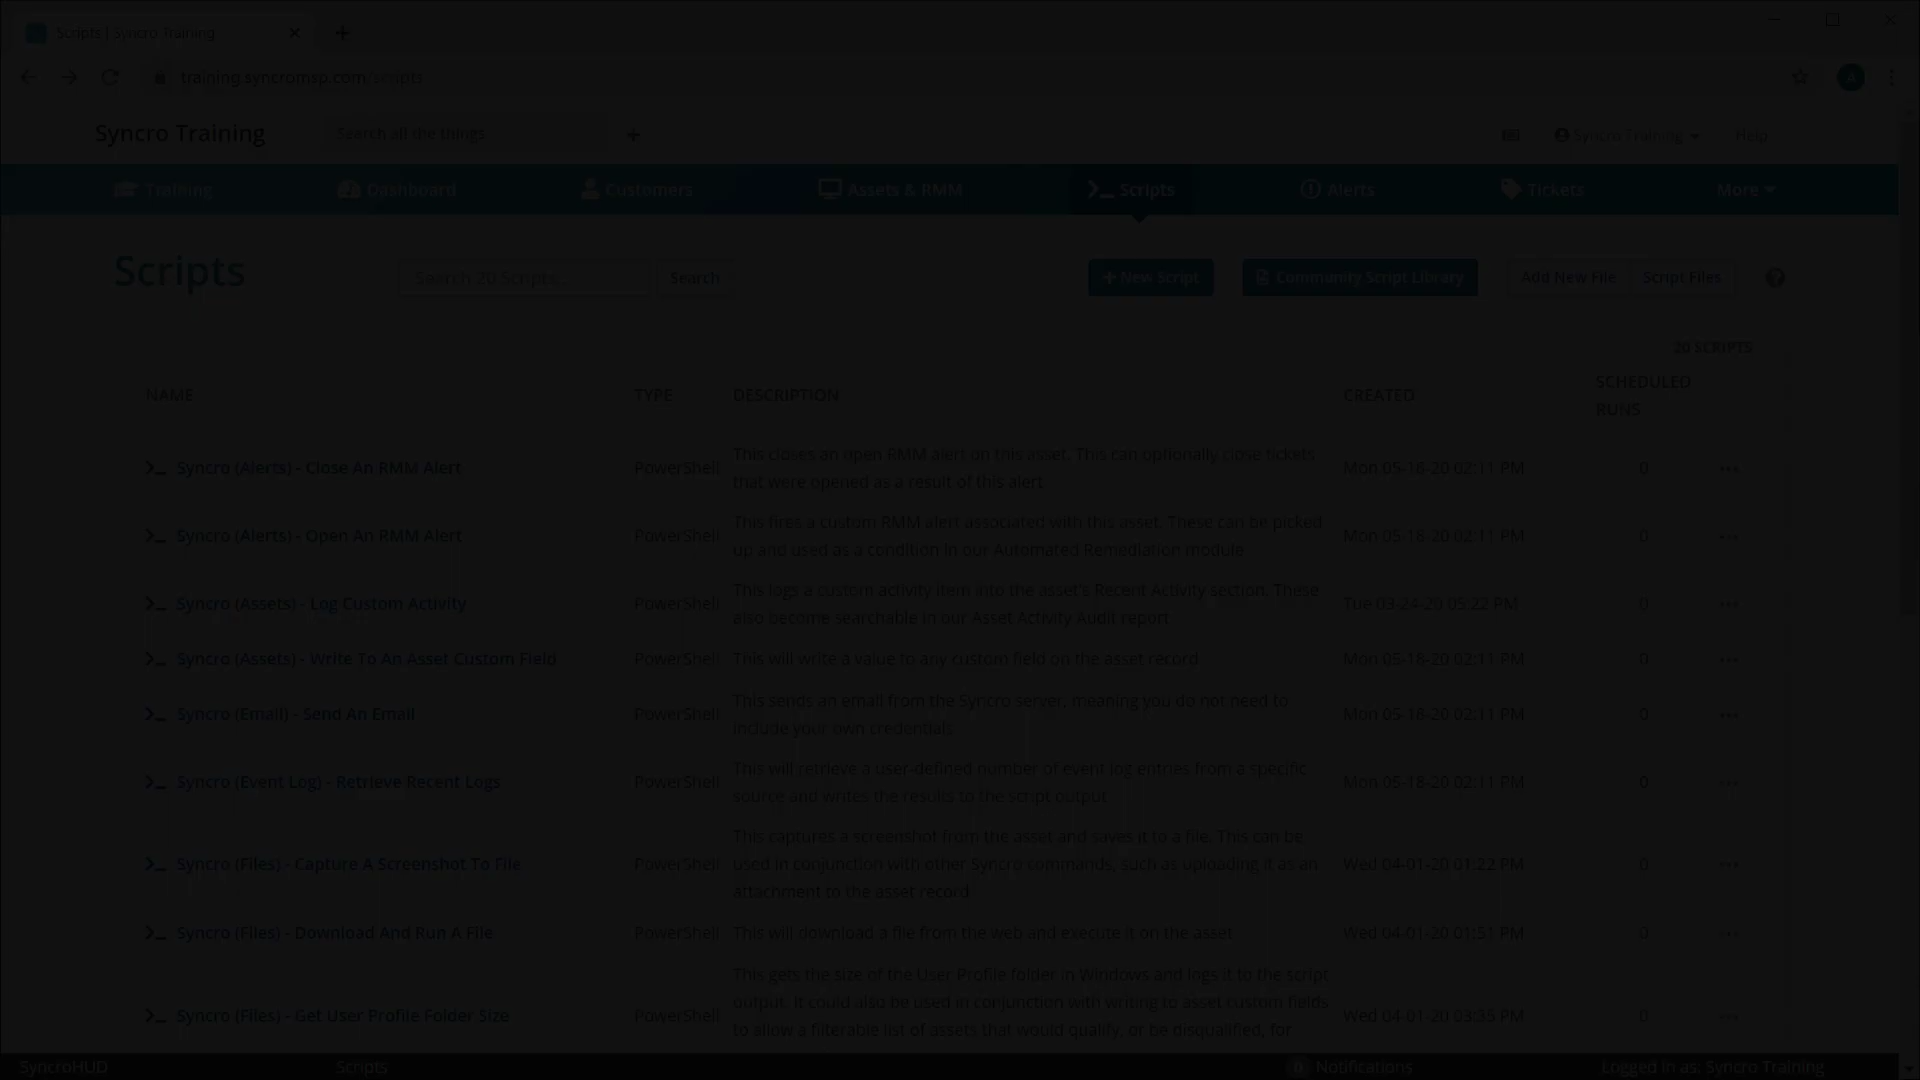 Scripts | Syncro Training
training.syncromsp.com/scripts
Syncro Training
Search all the things
Syncro Training
Help
Training
Dashboard
Customers
Assets & RMM
Scripts
Alerts
Tickets
More
Scripts
Search 20 Scripts...
Search
+ New Script
Community Script Library
Add New File
Script Files
20 SCRIPTS
NAME TYPE DESCRIPTION CREATED SCHEDULED
RUNS
Syncro (Alerts) - Close An RMM Alert PowerShell This closes an open RMM alert on this asset. This can optionally close tickets
that were opened as a result of this alert. Mon 05-18-20 02:11 PM 0
Syncro (Alerts) - Open An RMM Alert PowerShell This fires a custom RMM alert associated with this asset. These can be picked
up and used as a condition in our Automated Remediation module. Mon 05-18-20 02:11 PM 0
Syncro (Assets) - Log Custom Activity PowerShell This logs a custom activity item into the asset's Recent Activity section. These
also become searchable in our Asset Activity Audit report. Tue 03-24-20 05:22 PM 0
Syncro (Assets) - Write To An Asset Custom Field PowerShell This will write a value to any custom field on the asset record. Mon 05-18-20 02:11 PM 0
Syncro (Email) - Send An Email PowerShell This sends an email from the Syncro server, meaning you do not need to
include your own credentials. Mon 05-18-20 02:11 PM 0
Syncro (Event Log) - Retrieve Recent Logs PowerShell This will retrieve a user-defined number of event log entries from a specific
source and writes the results to the script output. Mon 05-18-20 02:11 PM 0
Syncro (Files) - Capture A Screenshot To File PowerShell This captures a screenshot from the asset and saves it to a file. This can be
used in conjunction with other Syncro commands, such as uploading it as an
attachment to the asset record. Wed 04-01-20 01:22 PM 0
Syncro (Files) - Download And Run A File PowerShell This will download a file from the web and execute it on the asset. Wed 04-01-20 01:51 PM 0
Syncro (Files) - Get User Profile Folder Size PowerShell This gets the size of the User Profile folder in Windows and logs it to the script
output. It could also be used in conjunction with writing to asset custom fields
to allow a filterable list of assets that would qualify, or be disqualified, for Wed 04-01-20 03:35 PM 0
SyncroHUD
Scripts
0 Notifications
Logged in as: Syncro Training